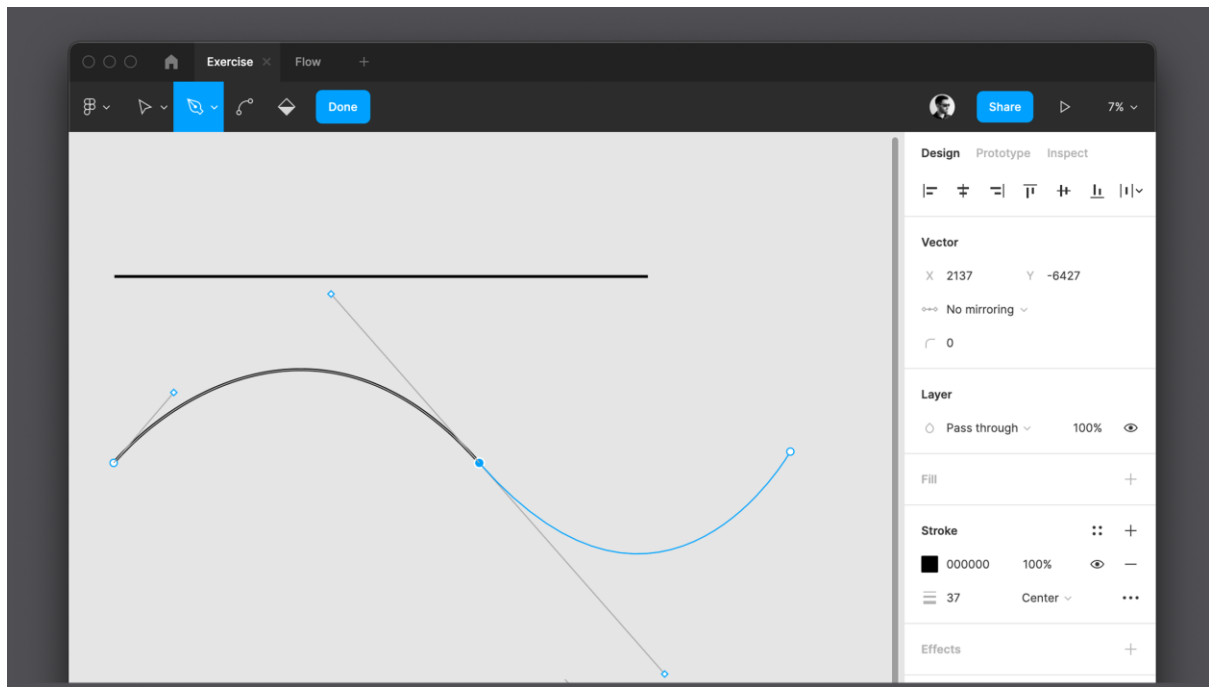 Exercise
Flow
Done
Share
7%
Design Prototype Inspect
Vector
X 2137 Y -6427
No mirroring
0
Layer
Pass through 100%
Fill
Stroke
000000 100%
37 Center
Effects